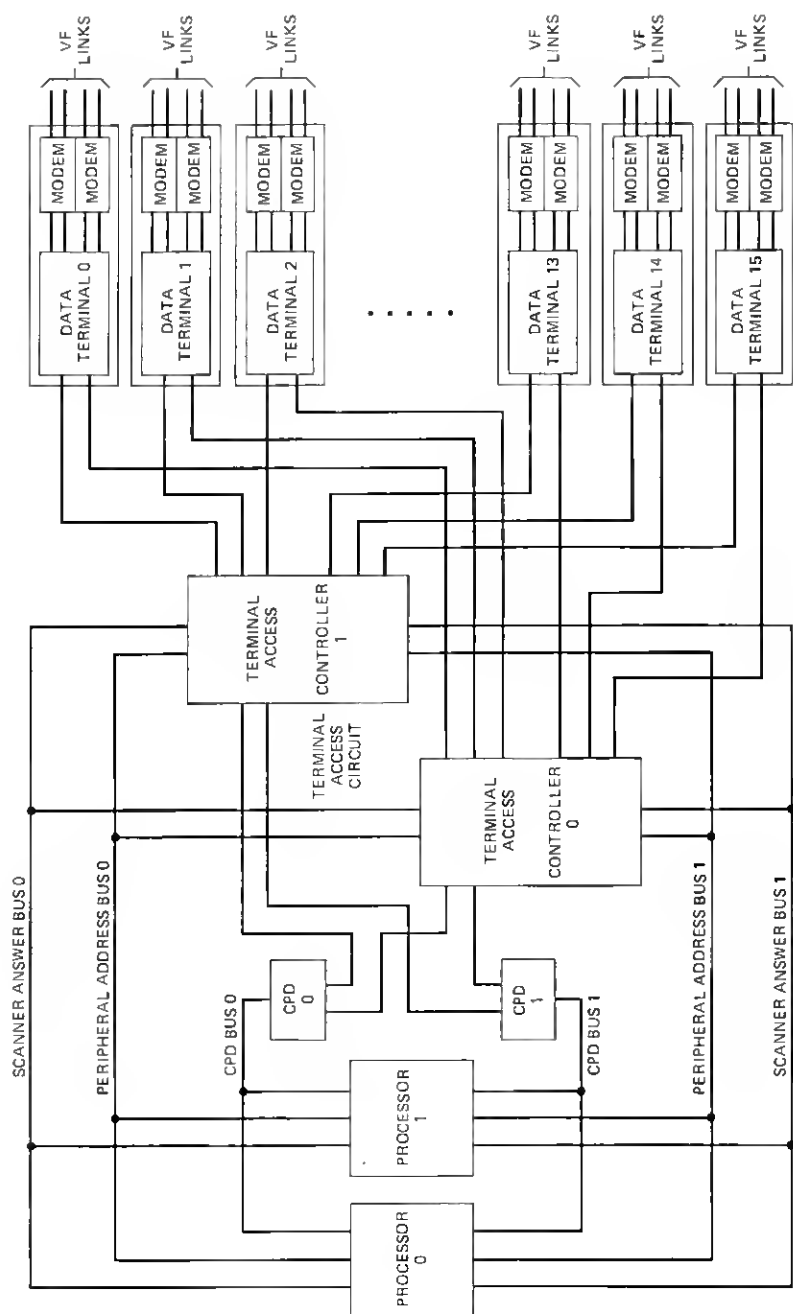 SCANNER ANSWER BUS 0
PERIPHERAL ADDRESS BUS 0
CPD BUS 0
PROCESSOR
0
PROCESSOR
1
CPD
0
CPD
1
CPD BUS 1
PERIPHERAL ADDRESS BUS 1
SCANNER ANSWER BUS 1
TERMINAL
ACCESS
CONTROLLER
1
TERMINAL
ACCESS
CIRCUIT
TERMINAL
ACCESS
CONTROLLER
0
DATA
TERMINAL 0
MODEM
MODEM
VF
LINKS
DATA
TERMINAL 1
MODEM
MODEM
VF
LINKS
DATA
TERMINAL 2
MODEM
MODEM
VF
LINKS
.....
DATA
TERMINAL 13
MODEM
MODEM
VF
LINKS
DATA
TERMINAL 14
MODEM
MODEM
VF
LINKS
DATA
TERMINAL 15
MODEM
MODEM
VF
LINKS